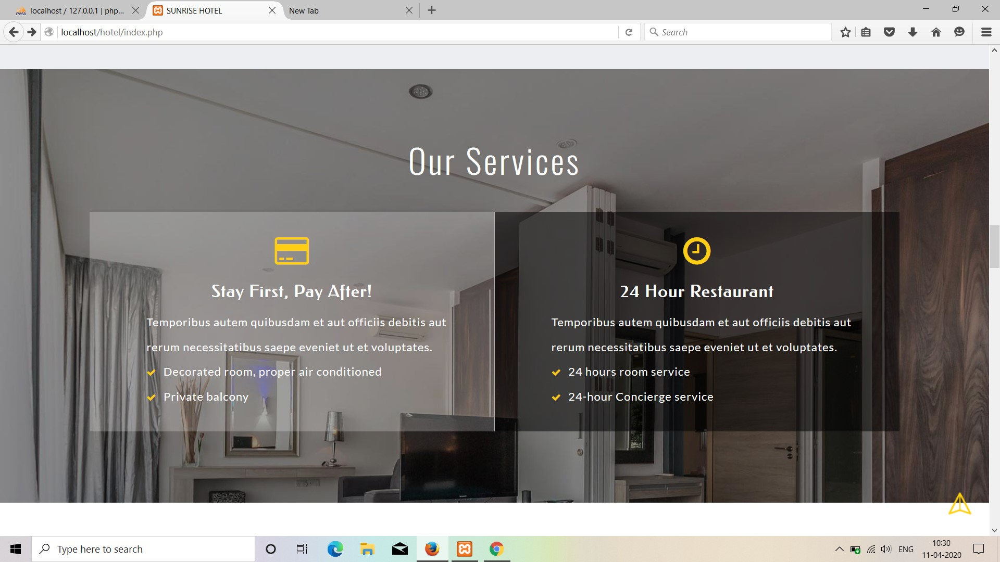 localhost / 127.0.0.1 | php...
SUNRISE HOTEL
New Tab
localhost/hotel/index.php
Search
Our Services
Stay First, Pay After!
Temporibus autem quibusdam et aut officiis debitis aut
rerum necessitatibus saepe eveniet ut et voluptates.
Decorated room, proper air conditioned
Private balcony
24 Hour Restaurant
Temporibus autem quibusdam et aut officiis debitis aut
rerum necessitatibus saepe eveniet ut et voluptates.
24 hours room service
24-hour Concierge service
Type here to search
ENG
10:30
11-04-2020